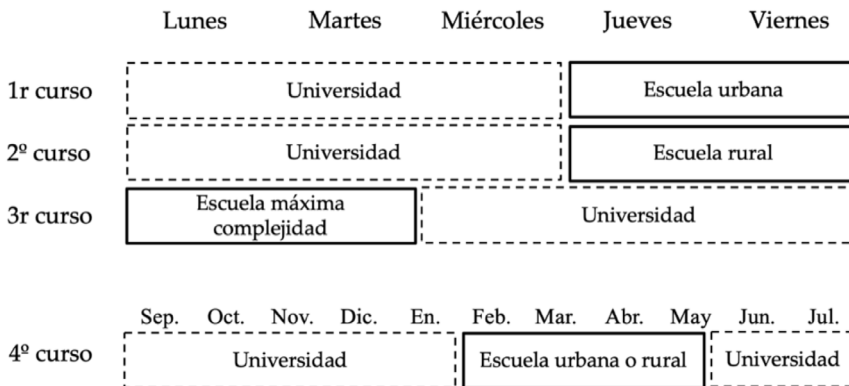 Lunes Martes Miércoles Jueves Viernes
1r curso Universidad Escuela urbana
2º curso Universidad Escuela rural
3r curso Escuela máxima complejidad Universidad
Sep. Oct. Nov. Dic. En. Feb. Mar. Abr. May Jun. Jul.
4º curso Universidad Escuela urbana o rural Universidad